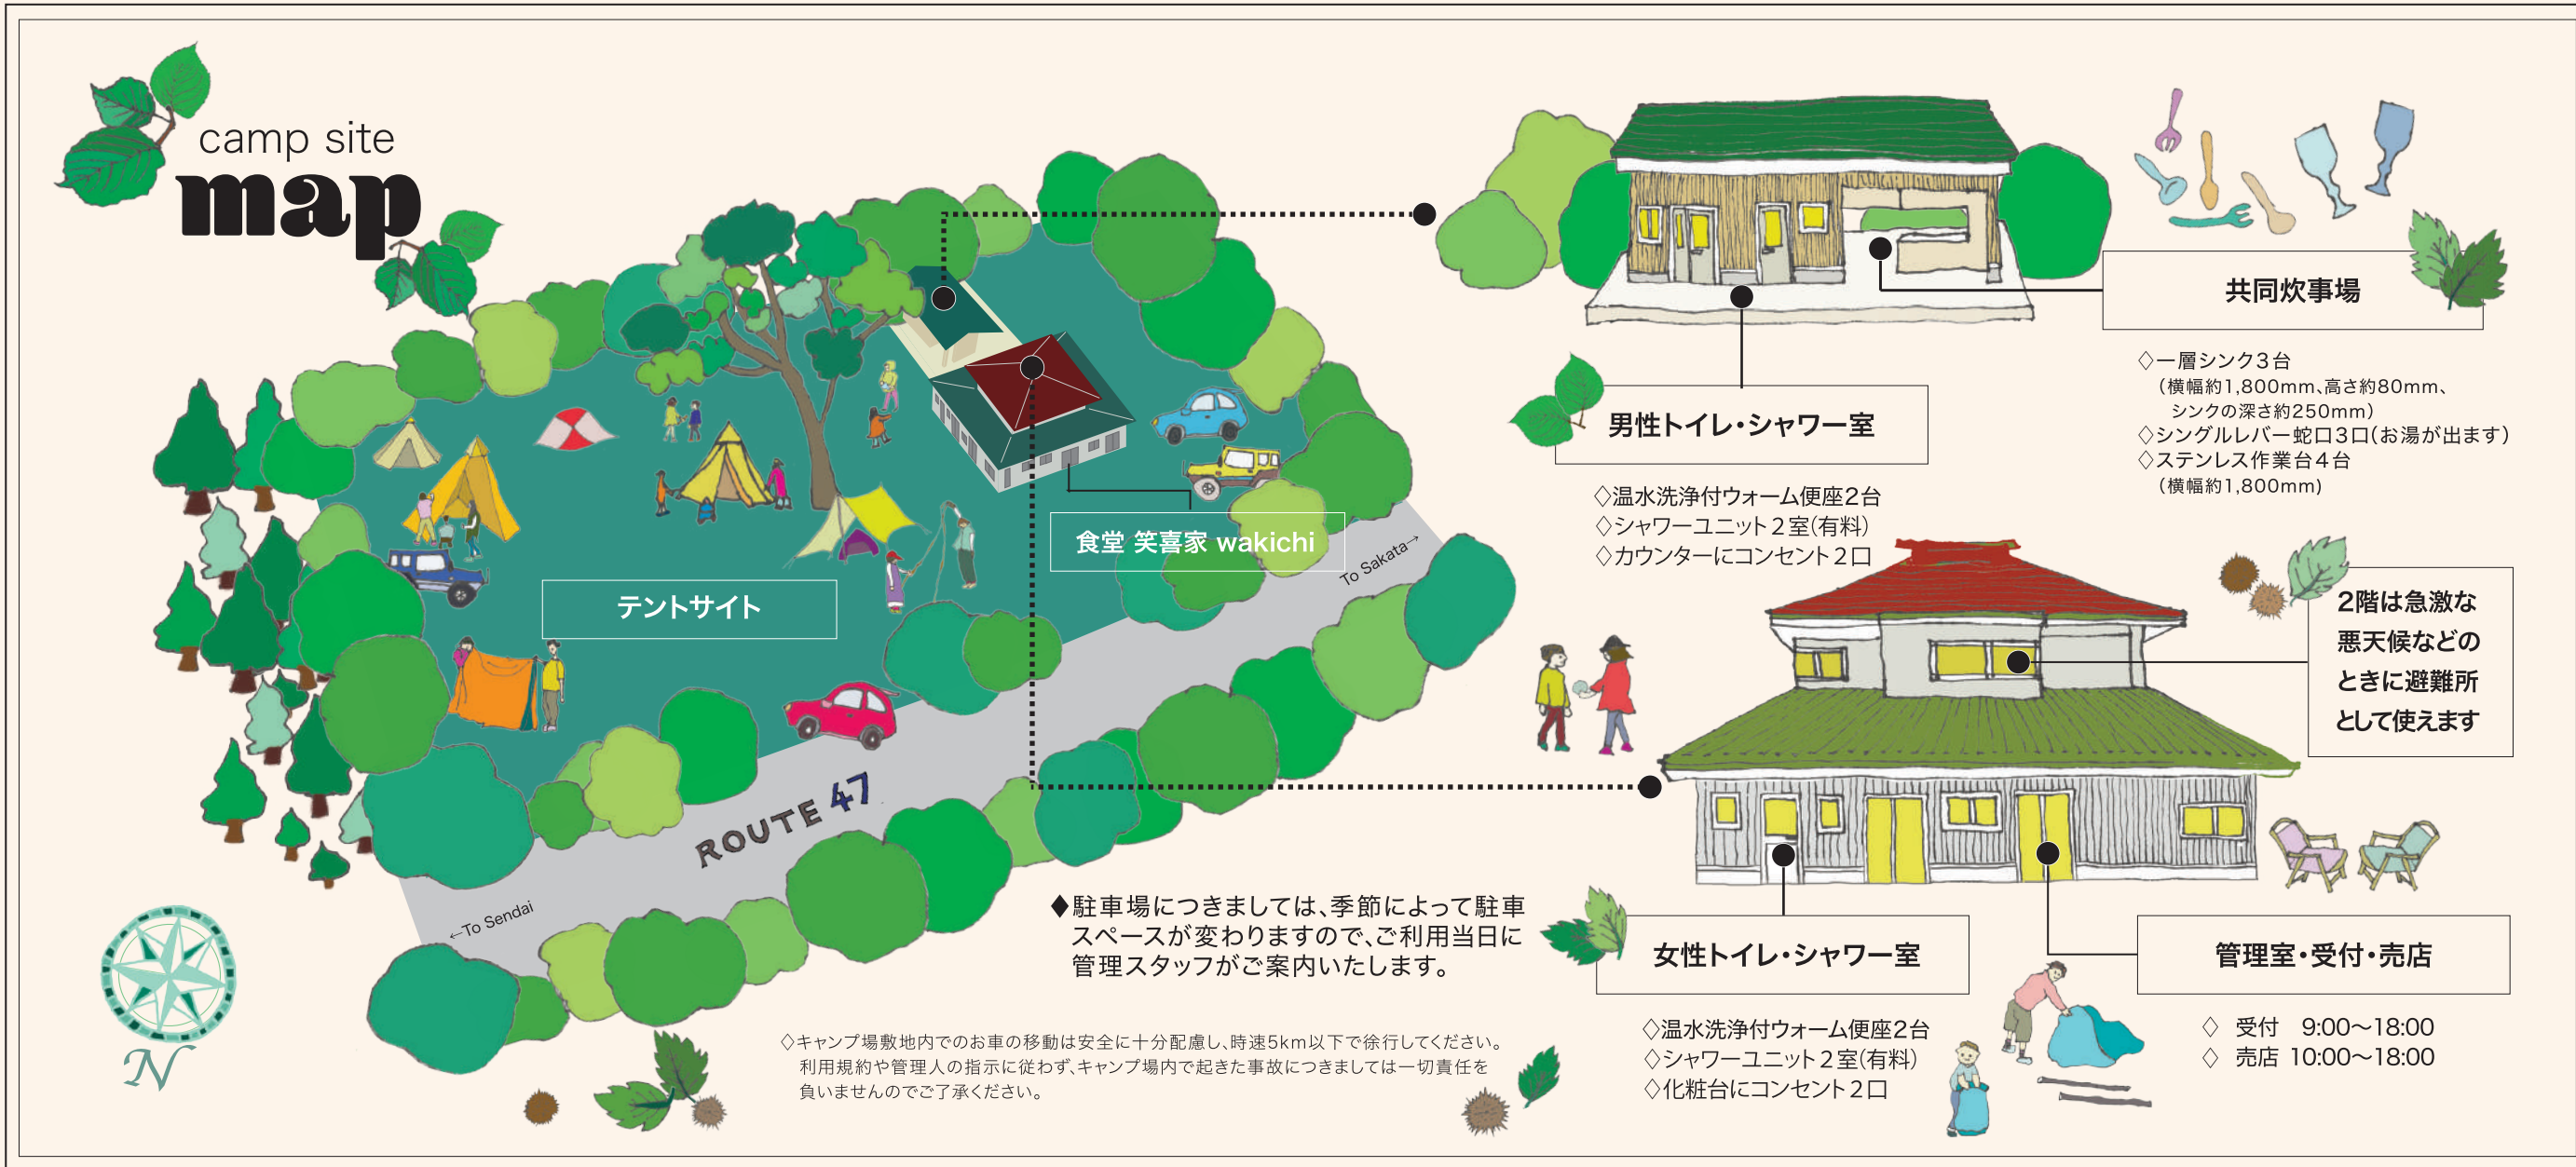 camp site
map
共同炊事場
◇一層シンク3台
(横幅約1,800mm、高さ約80mm、
シンクの深さ約250mm)
◇シングルレバー蛇口3口(お湯が出ます)
◇ステンレス作業台4台
(横幅約1,800mm)
男性トイレ・シャワー室
◇温水洗浄付ウォーム便座2台
◇シャワーユニット2室(有料)
◇カウンターにコンセント2口
食堂 笑喜家 wakichi
テントサイト
To Sakata→
ROUTE 47
←To Sendai
2階は急激な
悪天候などの
ときに避難所
として使えます
◆駐車場につきましては、季節によって駐車
スペースが変わりますので、ご利用当日に
管理スタッフがご案内いたします。
女性トイレ・シャワー室
◇温水洗浄付ウォーム便座2台
◇シャワーユニット2室(有料)
◇化粧台にコンセント2口
管理室・受付・売店
◇ 受付 9:00〜18:00
◇ 売店 10:00〜18:00
◇キャンプ場敷地内でのお車の移動は安全に十分配慮し、時速5km以下で徐行してください。
利用規約や管理人の指示に従わず、キャンプ場内で起きた事故につきましては一切責任を
負いませんのでご了承ください。
N